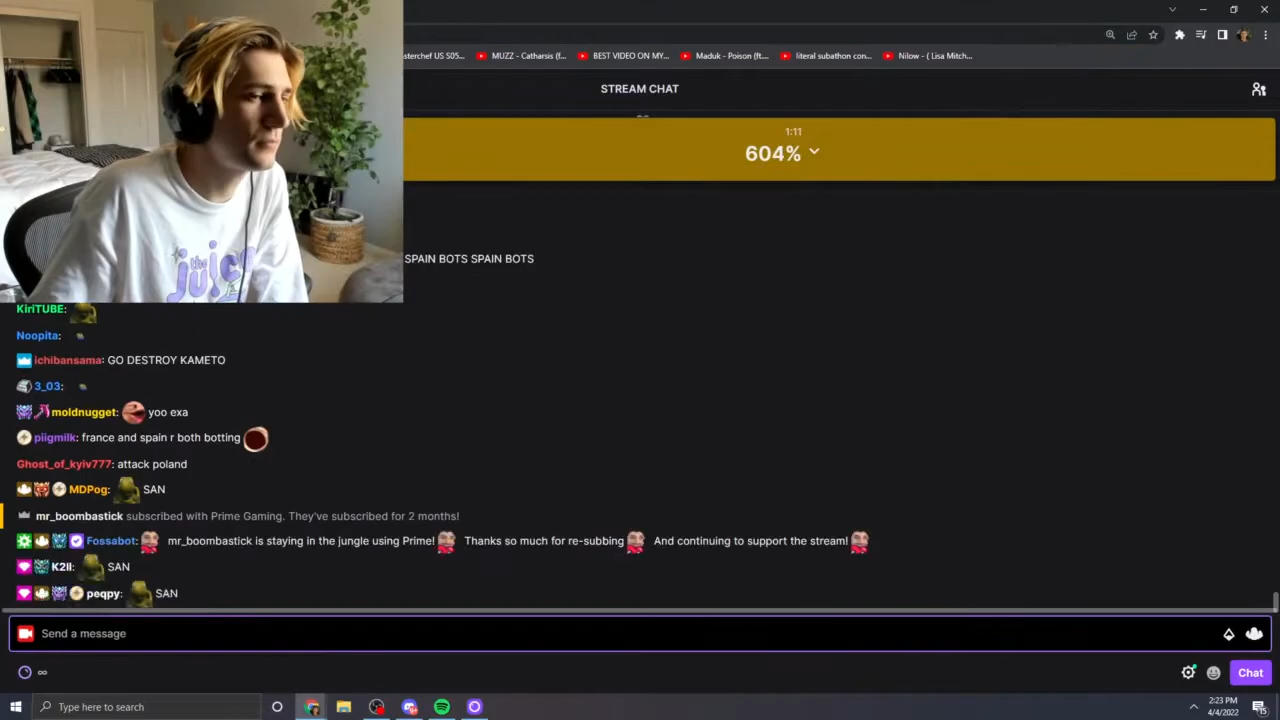 asterchef US S05...
MUZZ - Catharsis (f...
BEST VIDEO ON MY...
Maduk - Poison (ft....
literal subathon con...
Nilow - ( Lisa Mitch...
STREAM CHAT
1:11
604%
SPAIN BOTS SPAIN BOTS
the
juice
KiriTUBE:
Noopita:
ichibansama: GO DESTROY KAMETO
3_03:
moldnugget: yoo exa
piigmilk: france and spain r both botting
Ghost_of_kyiv777: attack poland
MDPog: SAN
mr_boombastick subscribed with Prime Gaming. They've subscribed for 2 months!
Fossabot: mr_boombastick is staying in the jungle using Prime! Thanks so much for re-subbing And continuing to support the stream!
peqpy: SAN
Send a message
∞
Chat
Type here to search
2:23 PM
4/4/2022
15